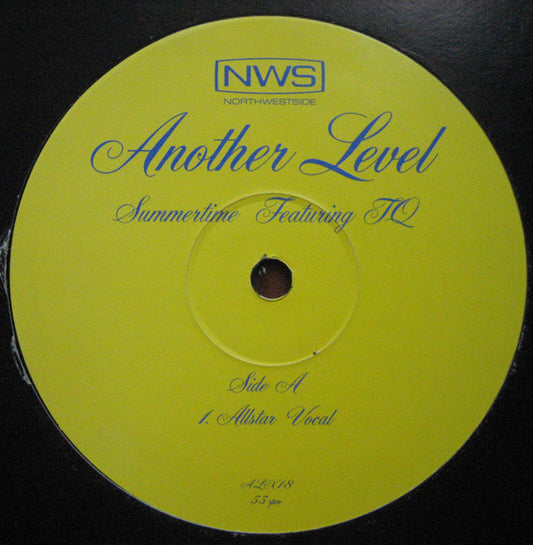 NWS
NORTHWESTSIDE
Another Level
Summertime Featuring TQ
Side A
1. Allstar Vocal
ALX18
33 rpm